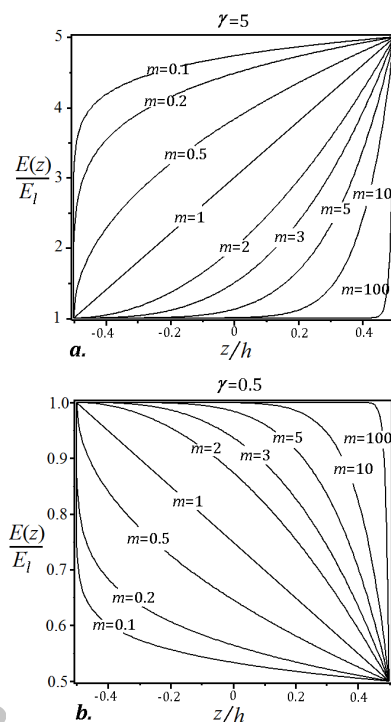 γ=5
5
m=0.1
m=0.2
4
m=0.5
E(z)
E_l
3
m=10
m=1
m=5
m=3
2
m=2
m=100
1
-0.4 -0.2 0 0.2 0.4
a. z/h
γ=0.5
1.0
m=5 m=100
m=2 m=3
0.9
m=10
m=1
0.8
E(z)
E_l
m=0.5
0.7
m=0.2
0.6
m=0.1
0.5
-0.4 -0.2 0 0.2 0.4
b. z/h